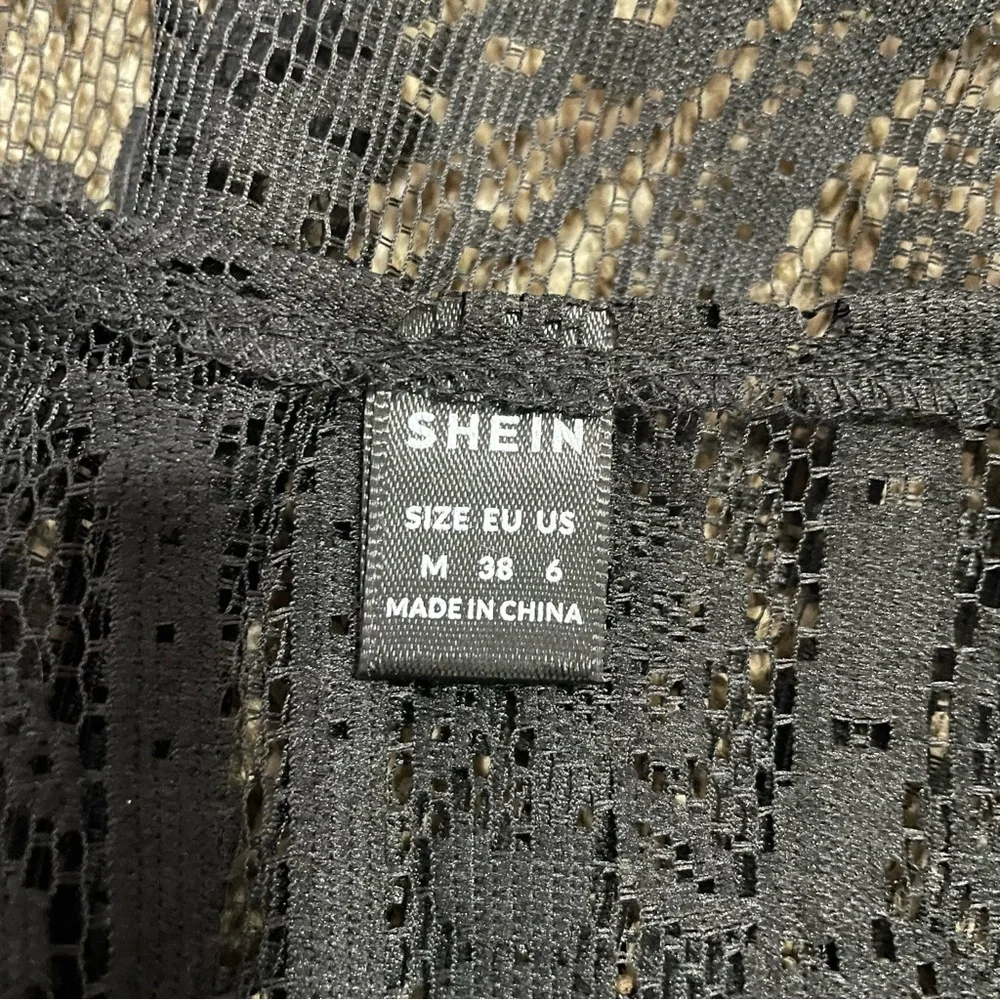 SHEIN
SIZE EU US
M 38 6
MADE IN CHINA